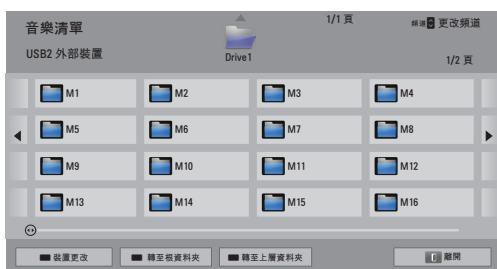 音樂清單
1/1 頁
頻道 更改頻道
USB2 外部裝置
Drive1
1/2 頁
M1 M2 M3 M4
M5 M6 M7 M8
M9 M10 M11 M12
M13 M14 M15 M16
裝置更改 轉至根資料夾 轉至上層資料夾 離開